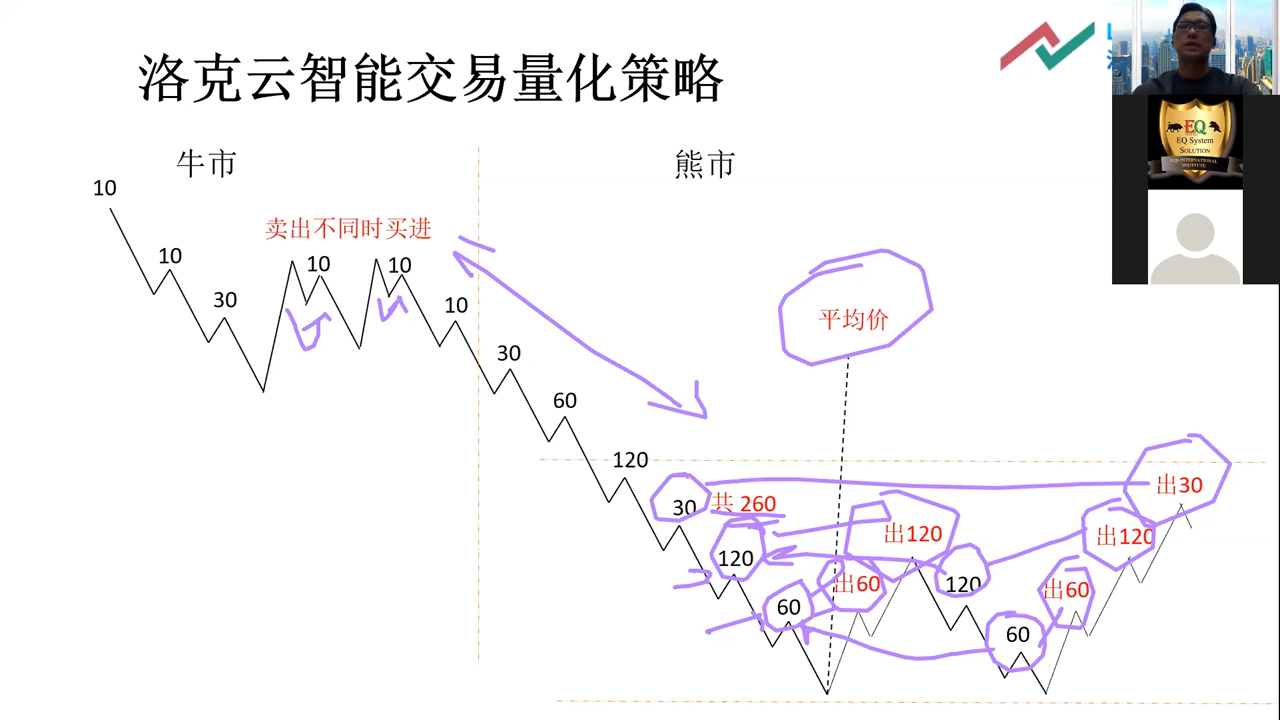 洛克云智能交易量化策略
牛市
熊市
10
10
30
卖出不同时买进
10
10
10
30
60
120
平均价
30
共 260
120
60
出60
出120
120
60
出60
出120
出30
EQ
EQ System
SOLUTION
EQS INTERNATIONAL
INSTITUTE